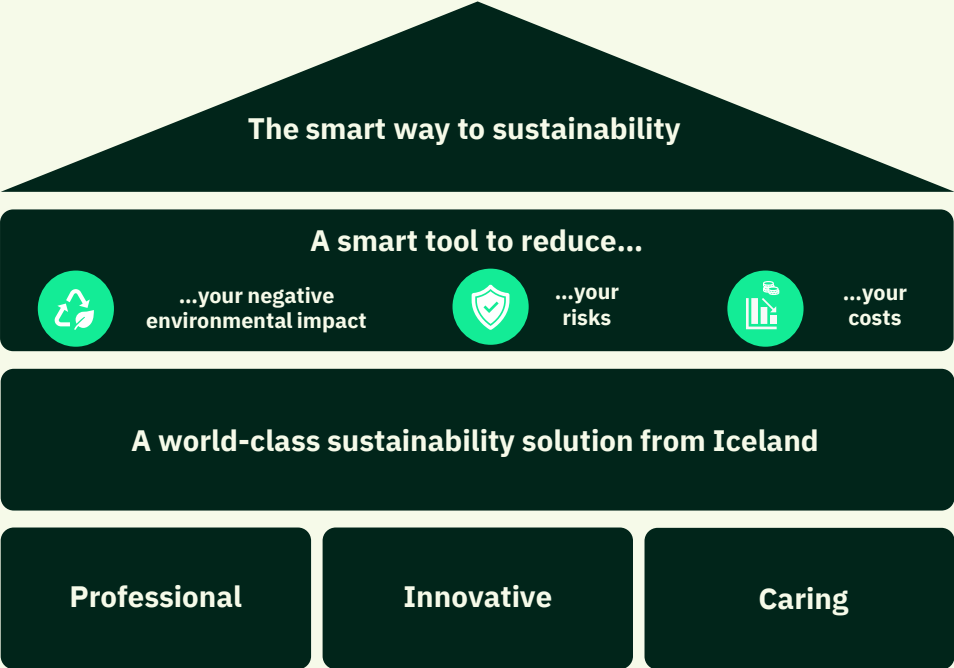 The smart way to sustainability
A smart tool to reduce...
...your negative
environmental impact
...your
risks
...your
costs
A world-class sustainability solution from Iceland
Professional
Innovative
Caring